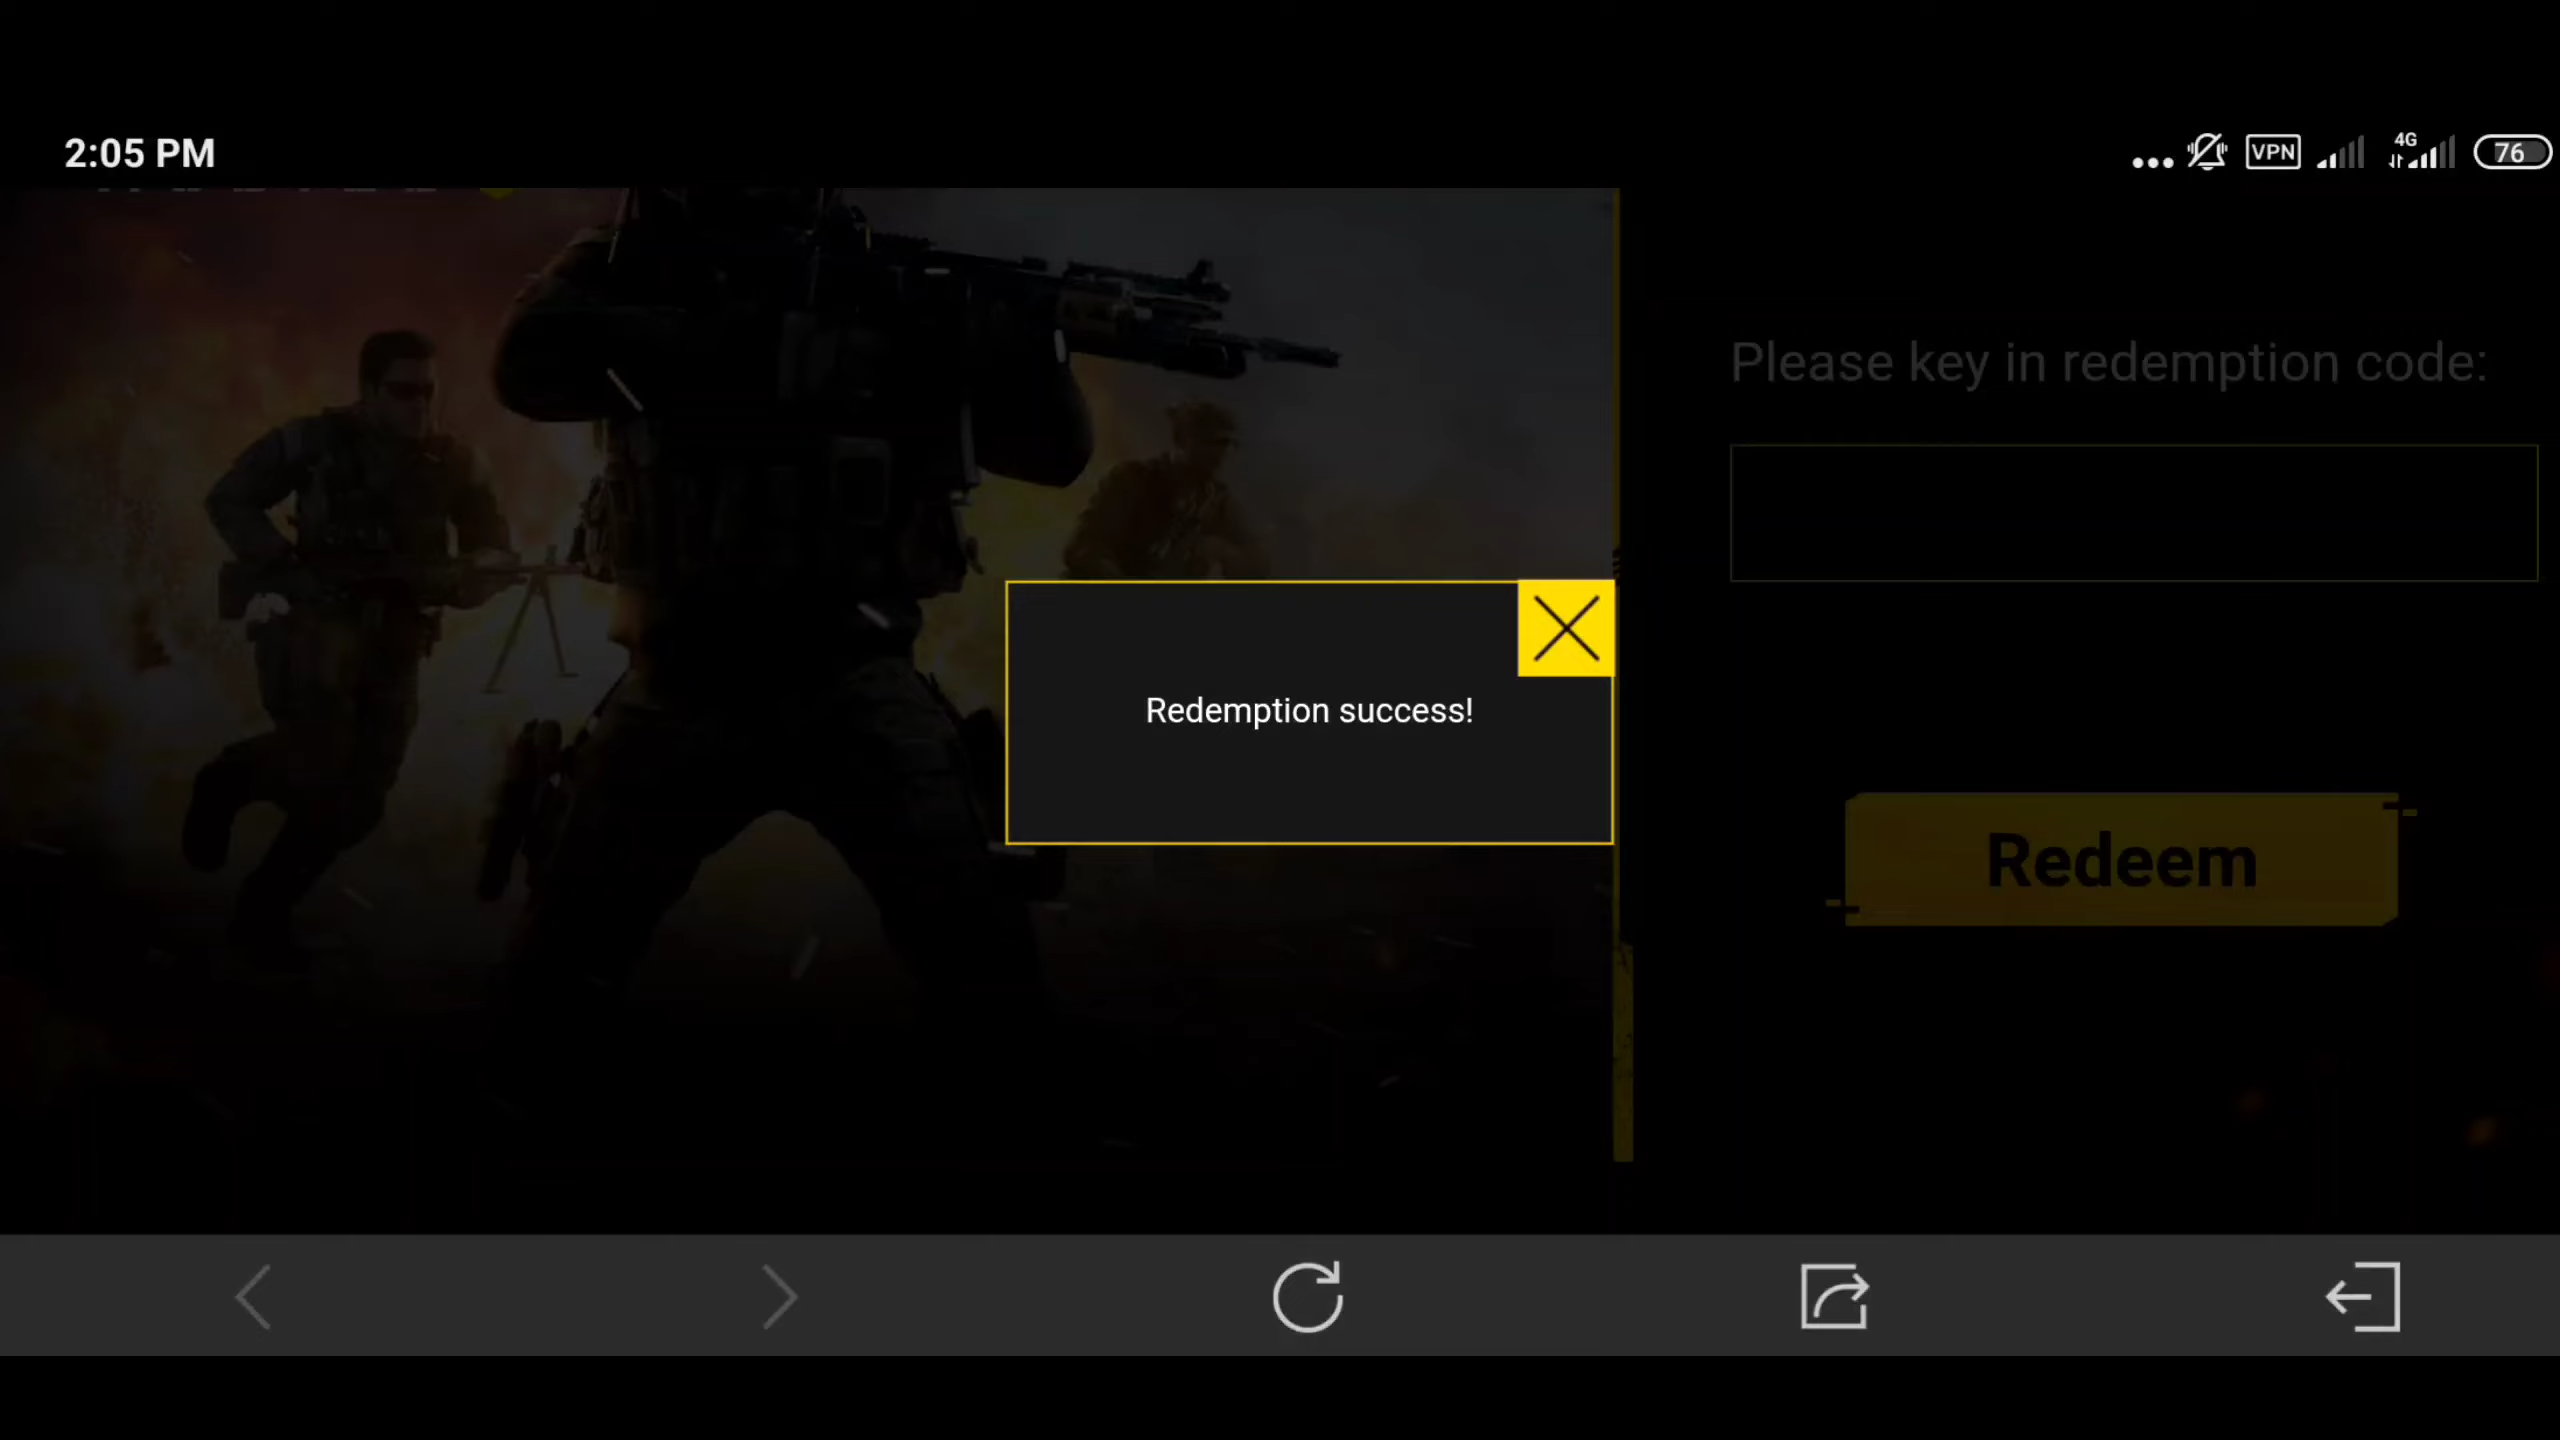 2:05 PM
VPN
4G
76
Please key in redemption code:
Redemption success!
Redeem